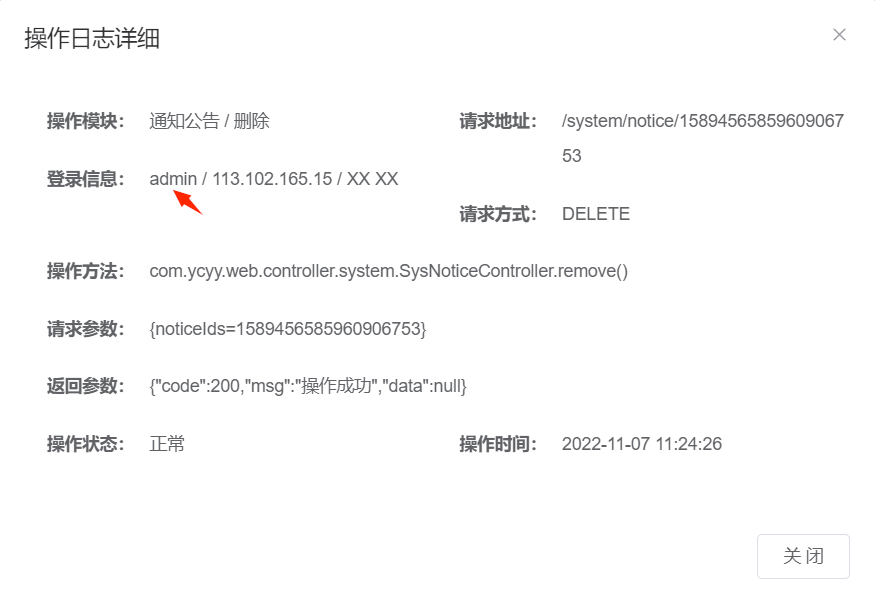 操作日志详细
操作模块： 通知公告 / 删除
请求地址： /system/notice/15894565859609067
53
登录信息： admin / 113.102.165.15 / XX XX
请求方式： DELETE
操作方法： com.ycyy.web.controller.system.SysNoticeController.remove()
请求参数： {noticeIds=1589456585960906753}
返回参数： {"code":200,"msg":"操作成功","data":null}
操作状态： 正常
操作时间： 2022-11-07 11:24:26
关 闭